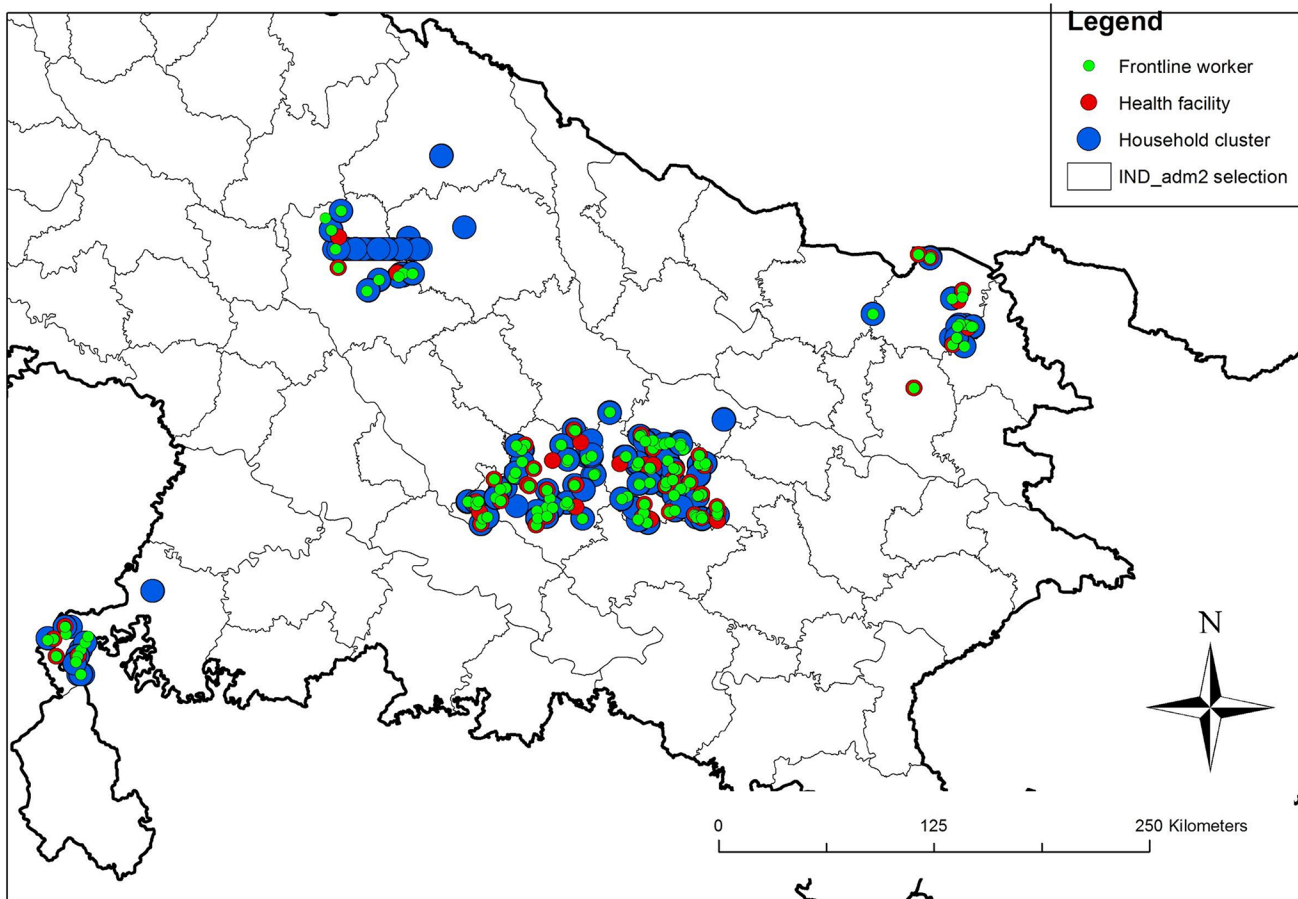 Legend
Frontline worker
Health facility
Household cluster
IND_adm2 selection
N
0 125 250 Kilometers